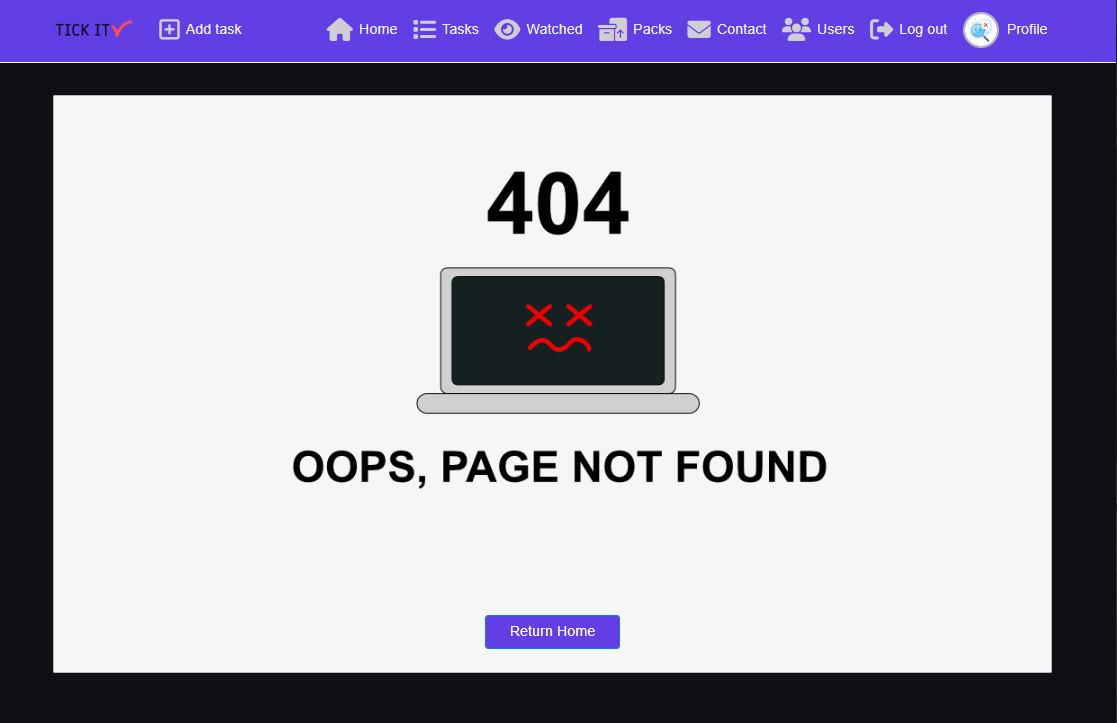 TICK IT
Add task
Home
Tasks
Watched
Packs
Contact
Users
Log out
Profile
404
OOPS, PAGE NOT FOUND
Return Home